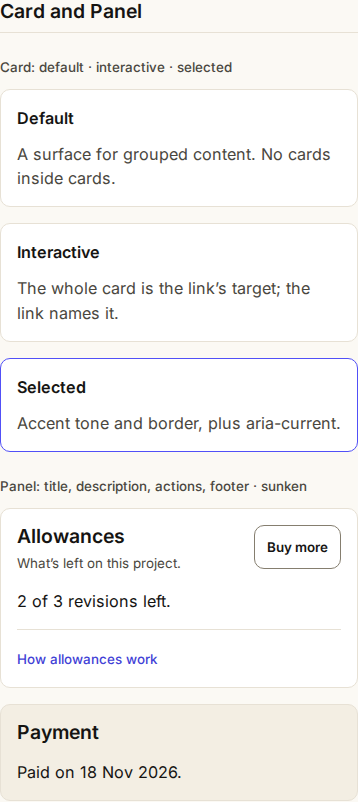 Card and Panel
Card: default · interactive · selected
Default
A surface for grouped content. No cards
inside cards.
Interactive
The whole card is the link’s target; the
link names it.
Selected
Accent tone and border, plus aria-current.
Panel: title, description, actions, footer · sunken
Allowances
What’s left on this project.
Buy more
2 of 3 revisions left.
How allowances work
Payment
Paid on 18 Nov 2026.